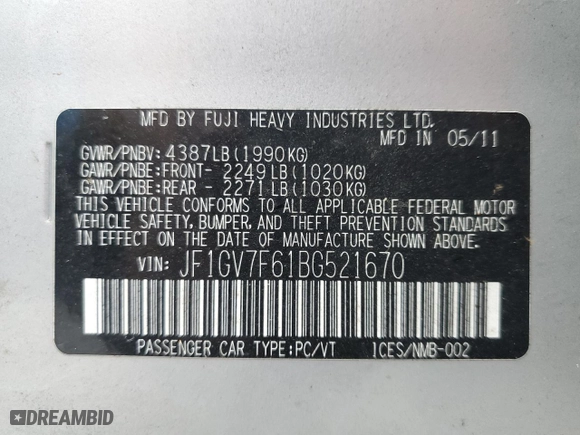 MFD BY FUJI HEAVY INDUSTRIES LTD.
MFD IN 05/11
GVWR/PNBV: 4387LB(1990KG)
GAWR/PNBE:FRONT- 2249LB(1020KG)
GAWR/PNBE:REAR - 2271LB(1030KG)
THIS VEHICLE CONFORMS TO ALL APPLICABLE FEDERAL MOTOR
VEHICLE SAFETY, BUMPER, AND THEFT PREVENTION STANDARDS
IN EFFECT ON THE DATE OF MANUFACTURE SHOWN ABOVE.
VIN: JF1GV7F61BG521670
PASSENGER CAR TYPE:PC/VT ICES/NMB-002
DREAMBID